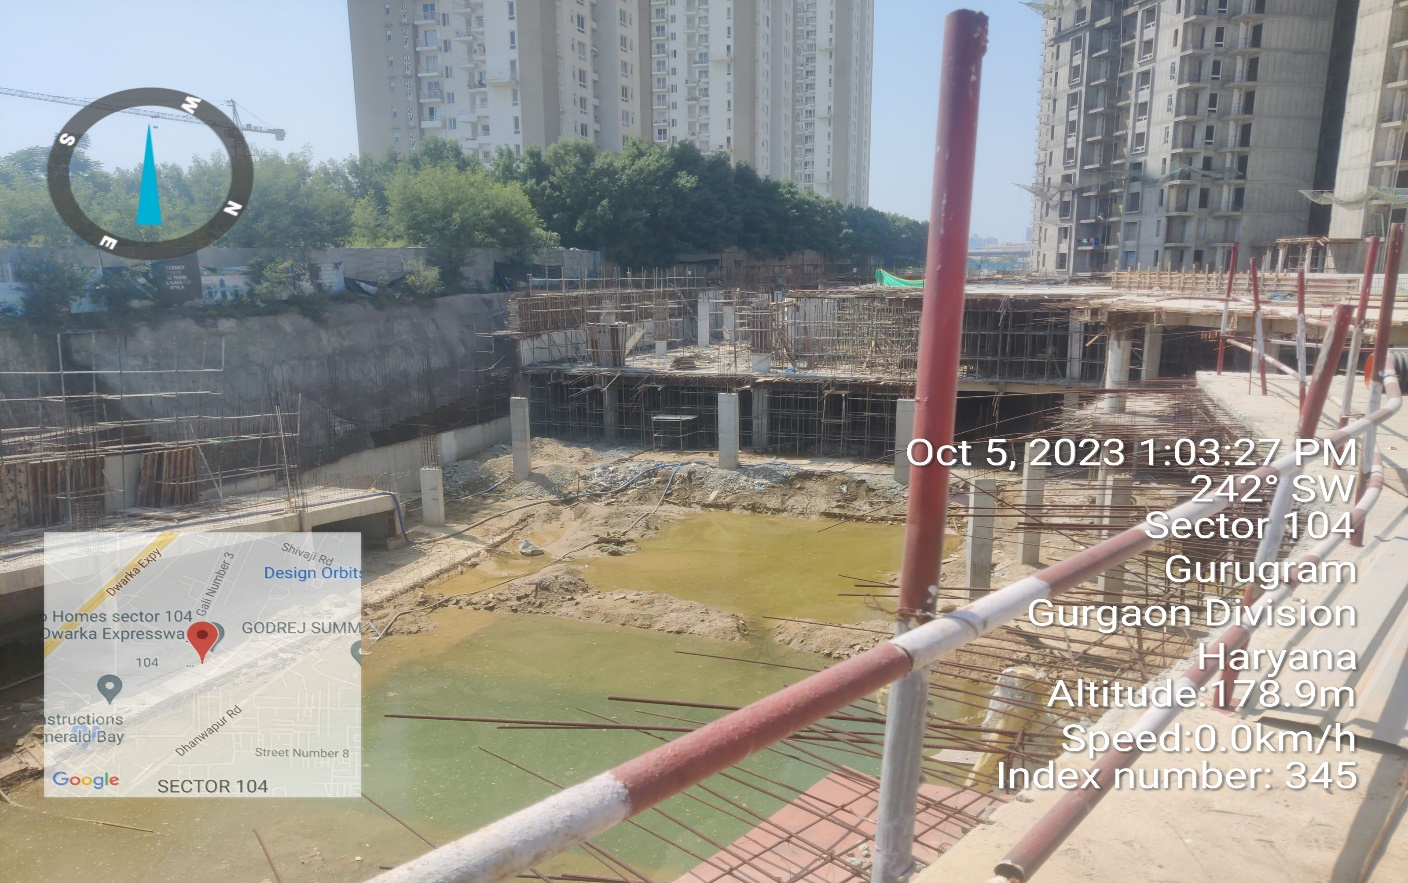 W
S
N
E
Oct 5, 2023 1:03:27 PM
242° SW
Sector 104
Gurugram
Gurgaon Division
Haryana
Altitude:178.9m
Speed:0.0km/h
Index number: 345
Dwarka Expy
Gali Number 3
Shivaji Rd
Design Orbits
o Homes sector 104
Dwarka Expresswa
GODREJ SUMM
104
...
nstructions
merald Bay
Dhanwapur Rd
Street Number 8
Google
SECTOR 104